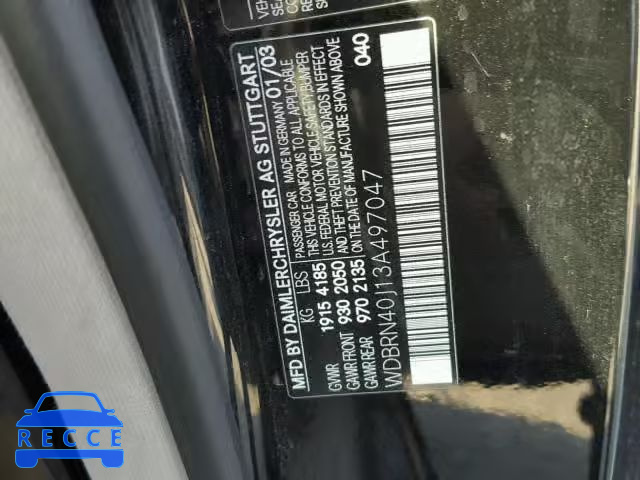 MFD BY DAIMLERCHRYSLER AG STUTTGART
PASSENGER CAR MADE IN GERMANY 01/03
KG LBS THIS VEHICLE CONFORMS TO ALL APPLICABLE
GVWR 1915 4185 U.S. FEDERAL MOTOR VEHICLE SAFETY/BUMPER
GAWR FRONT 930 2050 AND THEFT PREVENTION STANDARDS IN EFFECT
GAWR REAR 970 2135 ON THE DATE OF MANUFACTURE SHOWN ABOVE
WDBRN40J13A497047 040
RECCE